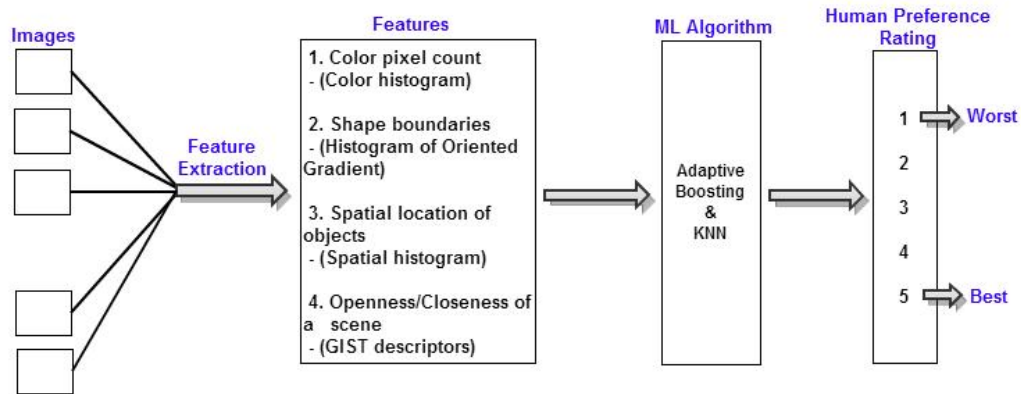 Images
Feature
Extraction
Features
1. Color pixel count
- (Color histogram)
2. Shape boundaries
- (Histogram of Oriented
Gradient)
3. Spatial location of
objects
- (Spatial histogram)
4. Openness/Closeness of
a scene
- (GIST descriptors)
ML Algorithm
Adaptive
Boosting
&
KNN
Human Preference
Rating
1
Worst
2
3
4
5
Best